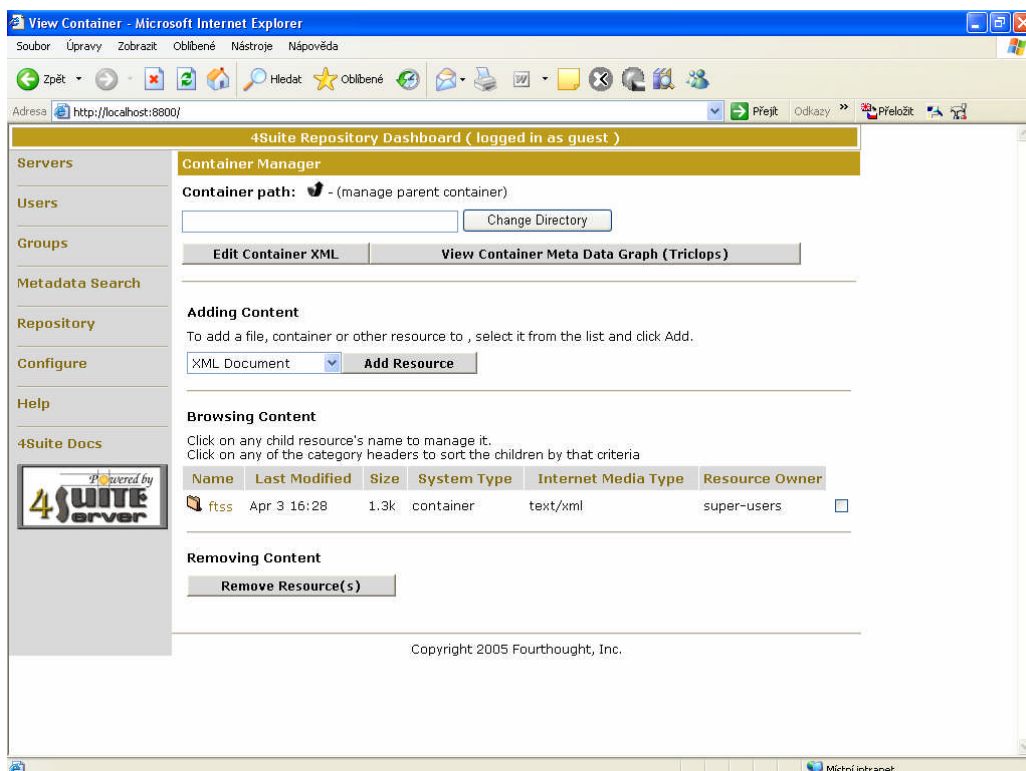 View Container - Microsoft Internet Explorer
Soubor Úpravy Zobrazit Oblíbené Nástroje Nápověda
Zpět Hledat Oblíbené
Adresa http://localhost:8800/ Přejít Odkazy » Přeložit
4Suite Repository Dashboard ( logged in as guest )
Servers
Users
Groups
Metadata Search
Repository
Configure
Help
4Suite Docs
Powered by
4Suite
Server
Container Manager
Container path: - (manage parent container)
Change Directory
Edit Container XML View Container Meta Data Graph (Triclops)
Adding Content
To add a file, container or other resource to , select it from the list and click Add.
XML Document Add Resource
Browsing Content
Click on any child resource's name to manage it.
Click on any of the category headers to sort the children by that criteria
Name Last Modified Size System Type Internet Media Type Resource Owner
ftss Apr 3 16:28 1.3k container text/xml super-users
Removing Content
Remove Resource(s)
Copyright 2005 Fourthought, Inc.
Místní intranet